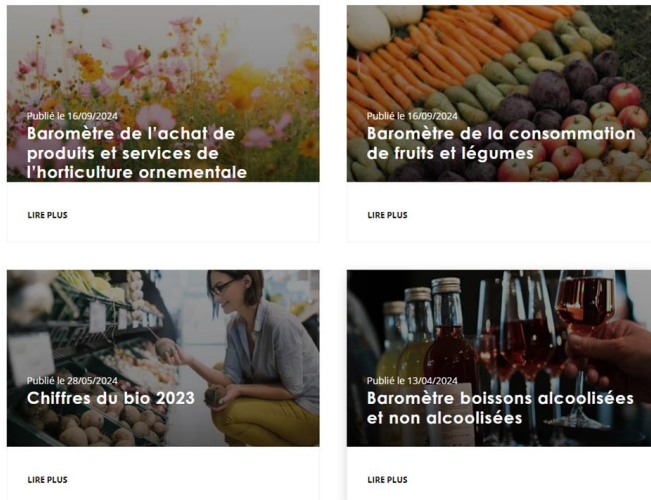 Publié le 16/09/2024
Baromètre de l'achat de
produits et services de
l'horticulture ornementale
LIRE PLUS
Publié le 16/09/2024
Baromètre de la consommation
de fruits et légumes
LIRE PLUS
Publié le 28/05/2024
Chiffres du bio 2023
LIRE PLUS
Publié le 13/04/2024
Baromètre boissons alcoolisées
et non alcoolisées
LIRE PLUS